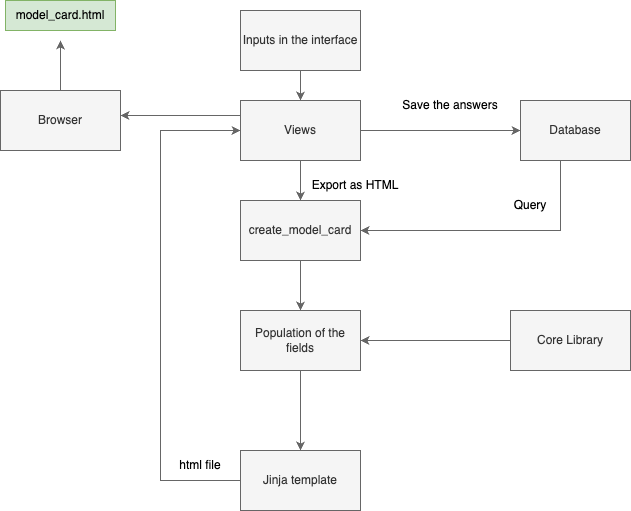 model_card.html
Inputs in the interface
Browser
Views
Save the answers
Database
Export as HTML
Query
create_model_card
Population of the
fields
Core Library
html file
Jinja template